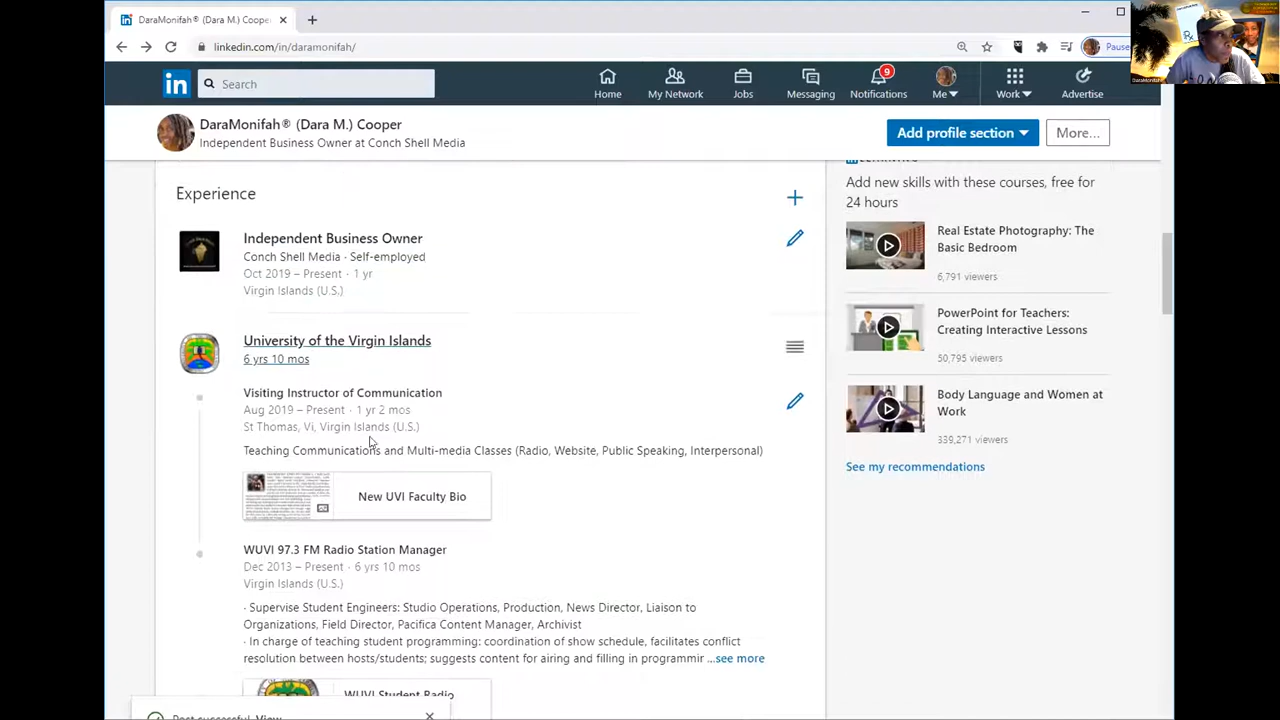 DaraMonifah® (Dara M.) Coope
linkedin.com/in/daramonifah/
Pause
in
Search
Home
My Network
Jobs
Messaging
9
Notifications
Me
Work
Advertise
DaraMonifah® (Dara M.) Cooper
Independent Business Owner at Conch Shell Media
Add profile section
More...
Experience
Independent Business Owner
Conch Shell Media · Self-employed
Oct 2019 – Present · 1 yr
Virgin Islands (U.S.)
University of the Virgin Islands
6 yrs 10 mos
Visiting Instructor of Communication
Aug 2019 – Present · 1 yr 2 mos
St Thomas, Vi, Virgin Islands (U.S.)
Teaching Communications and Multi-media Classes (Radio, Website, Public Speaking, Interpersonal)
New UVI Faculty Bio
WUVI 97.3 FM Radio Station Manager
Dec 2013 – Present · 6 yrs 10 mos
Virgin Islands (U.S.)
· Supervise Student Engineers: Studio Operations, Production, News Director, Liaison to
Organizations, Field Director, Pacifica Content Manager, Archivist
· In charge of teaching student programming: coordination of show schedule, facilitates conflict
resolution between hosts/students; suggests content for airing and filling in programmir ...see more
WUVI Student Radio
Post successful. View
Add new skills with these courses, free for
24 hours
Real Estate Photography: The
Basic Bedroom
6,791 viewers
PowerPoint for Teachers:
Creating Interactive Lessons
50,795 viewers
Body Language and Women at
Work
339,271 viewers
See my recommendations